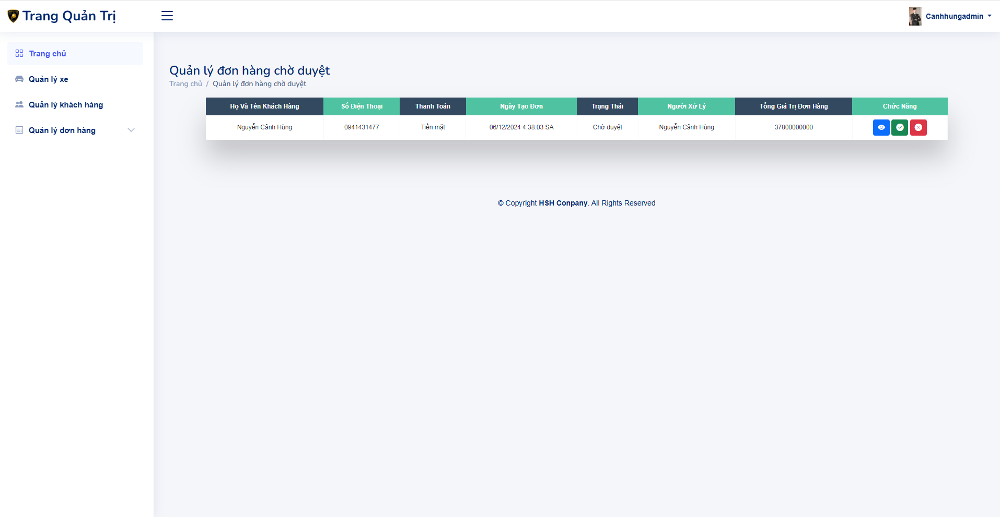 Trang Quản Trị
Canhhungadmin
Trang chủ
Quản lý xe
Quản lý khách hàng
Quản lý đơn hàng
Quản lý đơn hàng chờ duyệt
Trang chủ / Quản lý đơn hàng chờ duyệt
Họ Và Tên Khách Hàng Số Điện Thoại Thanh Toán Ngày Tạo Đơn Trạng Thái Người Xử Lý Tổng Giá Trị Đơn Hàng Chức Năng
Nguyễn Cảnh Hùng 0941431477 Tiền mặt 06/12/2024 4:38:03 SA Chờ duyệt Nguyễn Cảnh Hùng 37800000000
© Copyright HSH Conpany. All Rights Reserved